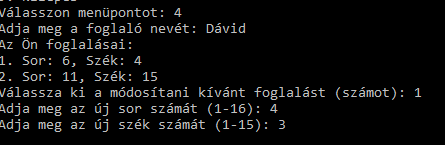 Válasszon menüpontot: 4
Adja meg a foglaló nevét: Dávid
Az Ön foglalásai:
1. Sor: 6, Szék: 4
2. Sor: 11, Szék: 15
Válassza ki a módosítani kívánt foglalást (számot): 1
Adja meg az új sor számát (1-16): 4
Adja meg az új szék számát (1-15): 3